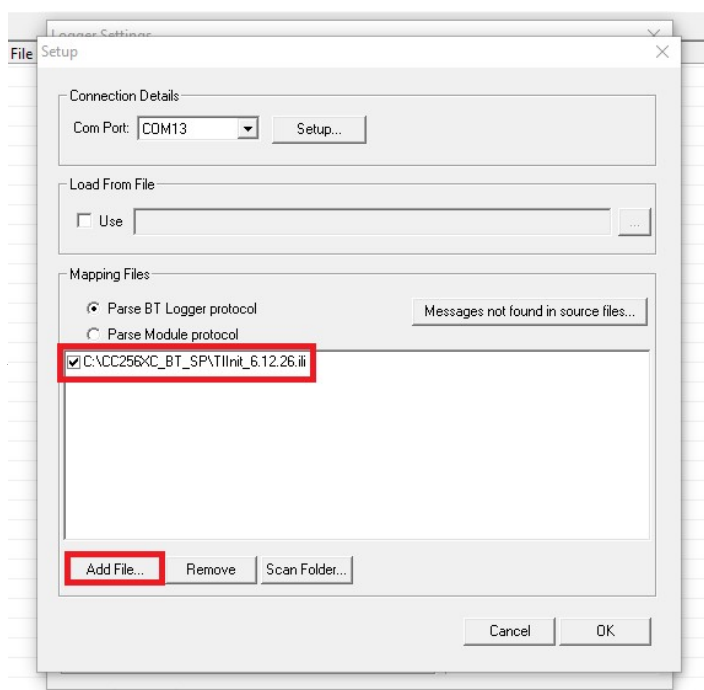 Logger Settings
File
Setup
Connection Details
Com Port: COM13
Setup...
Load From File
Use
...
Mapping Files
Parse BT Logger protocol
Messages not found in source files...
Parse Module protocol
C:\CC256XC_BT_SP\TIInit_6.12.26.ili
Add File...
Remove
Scan Folder...
Cancel
OK